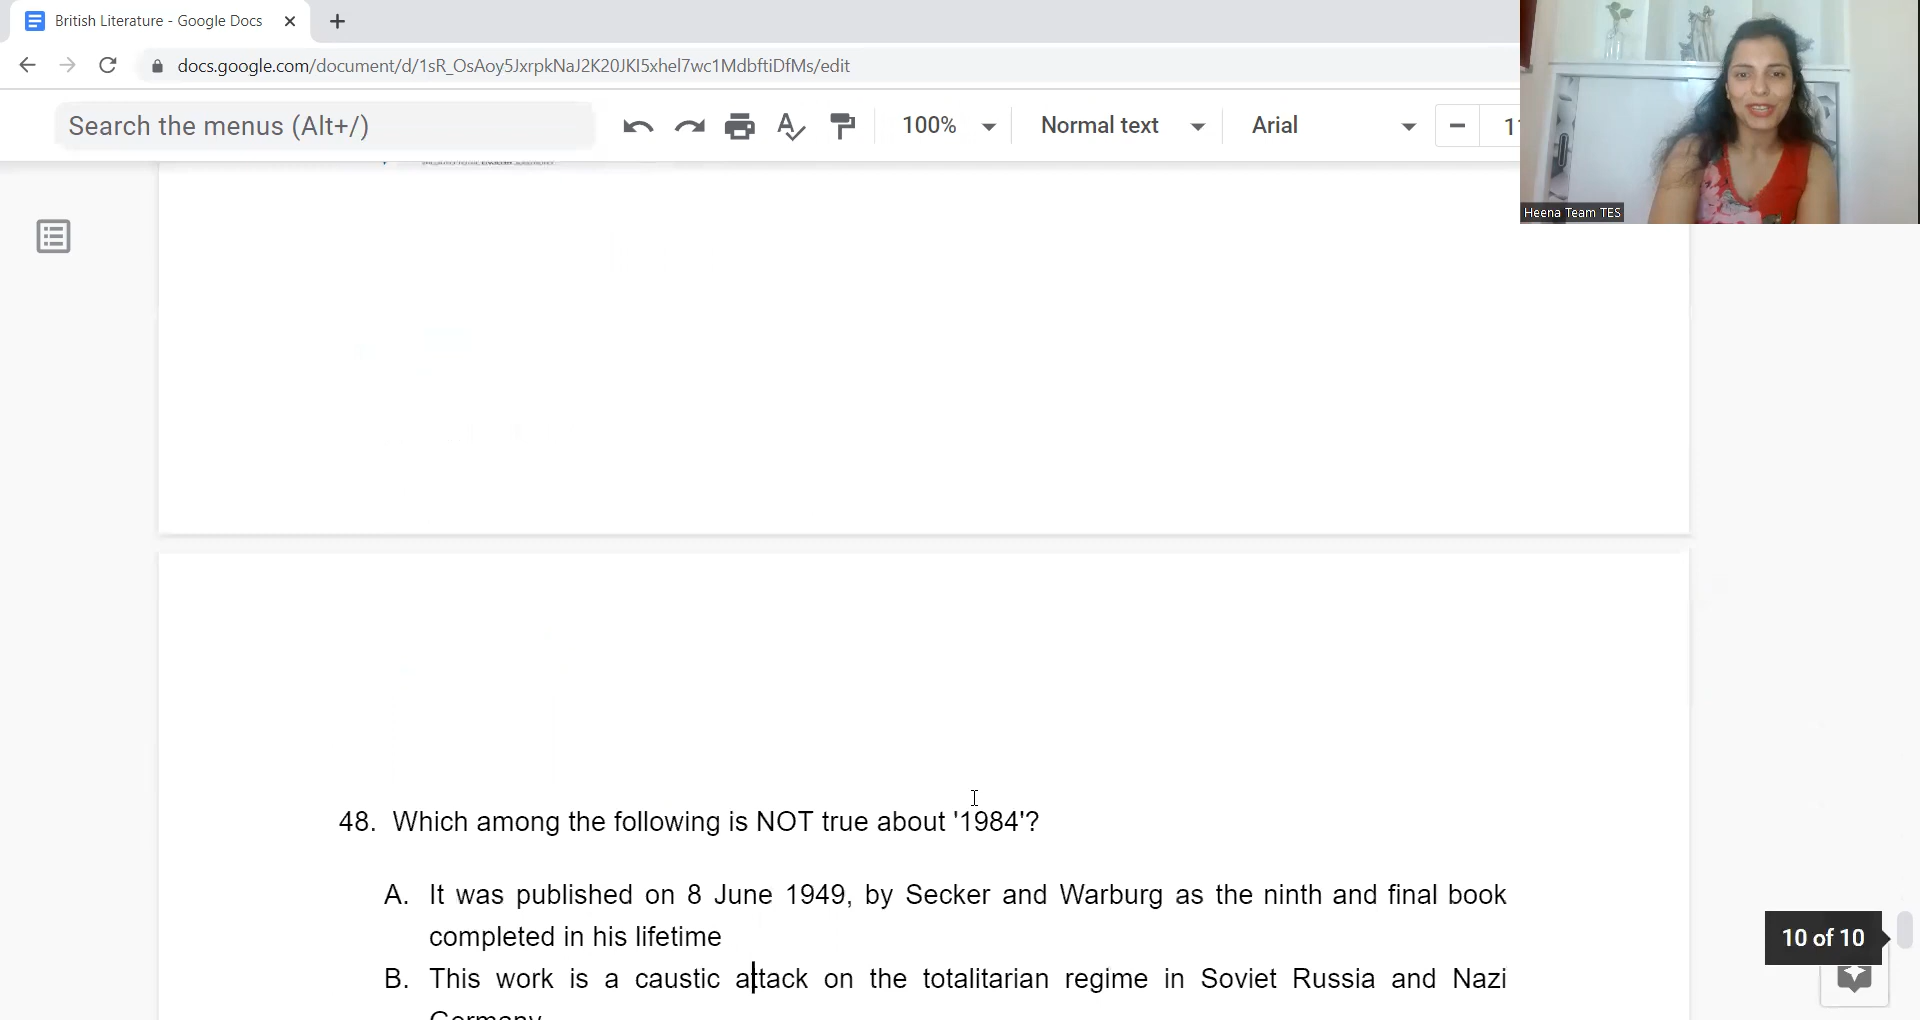 British Literature - Google Docs
docs.google.com/document/d/1sR_OsAoy5JxrpkNaJ2K20JKI5xhel7wc1MdbftiDfMs/edit
Search the menus (Alt+/)
100%
Normal text
Arial
Heena Team TES
48. Which among the following is NOT true about '1984'?
A. It was published on 8 June 1949, by Secker and Warburg as the ninth and final book
completed in his lifetime
B. This work is a caustic attack on the totalitarian regime in Soviet Russia and Nazi
Germany
10 of 10